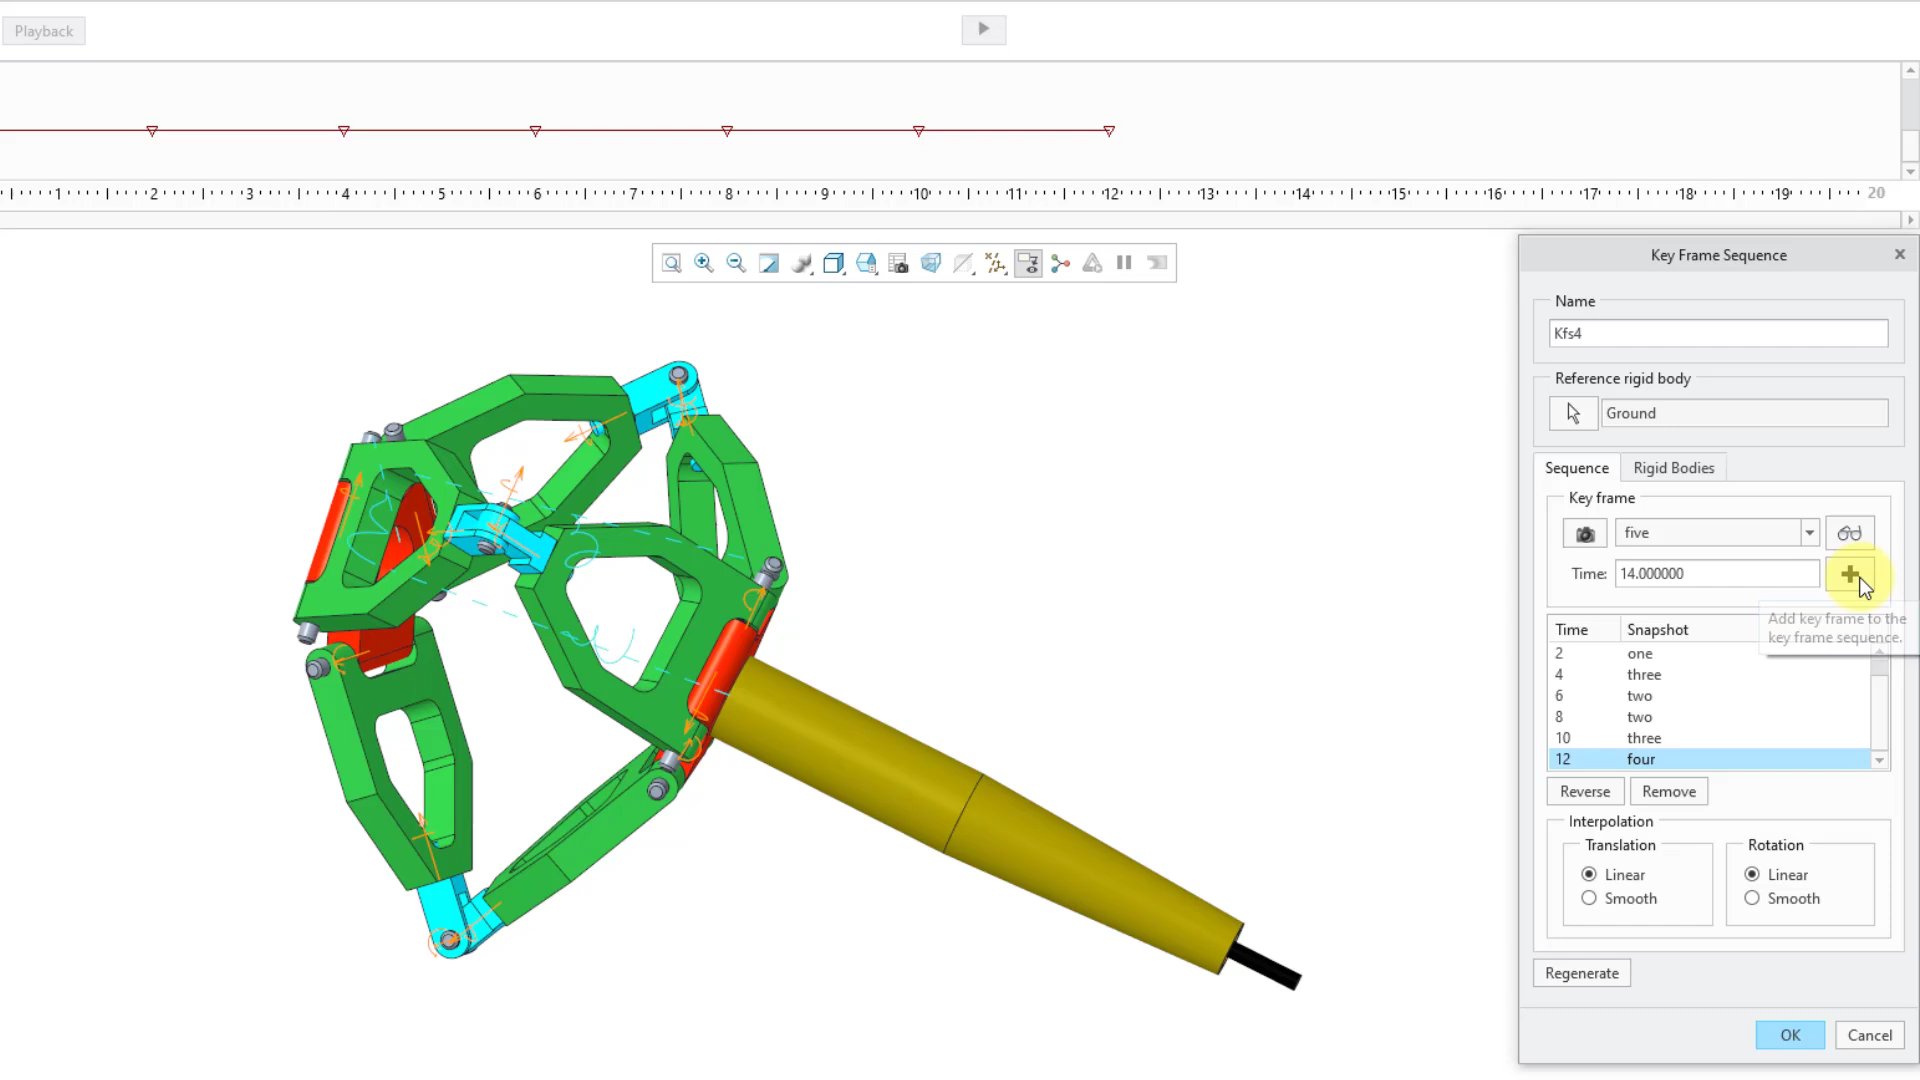 Playback
1 2 3 4 5 6 7 8 9 10 11 12 13 14 15 16 17 18 19 20
Key Frame Sequence
Name
Kfs4
Reference rigid body
Ground
Sequence Rigid Bodies
Key frame
five
Time: 14.000000
Add key frame to the
key frame sequence.
Time Snapshot
2 one
4 three
6 two
8 two
10 three
12 four
Reverse Remove
Interpolation
Translation Rotation
Linear Linear
Smooth Smooth
Regenerate
OK Cancel